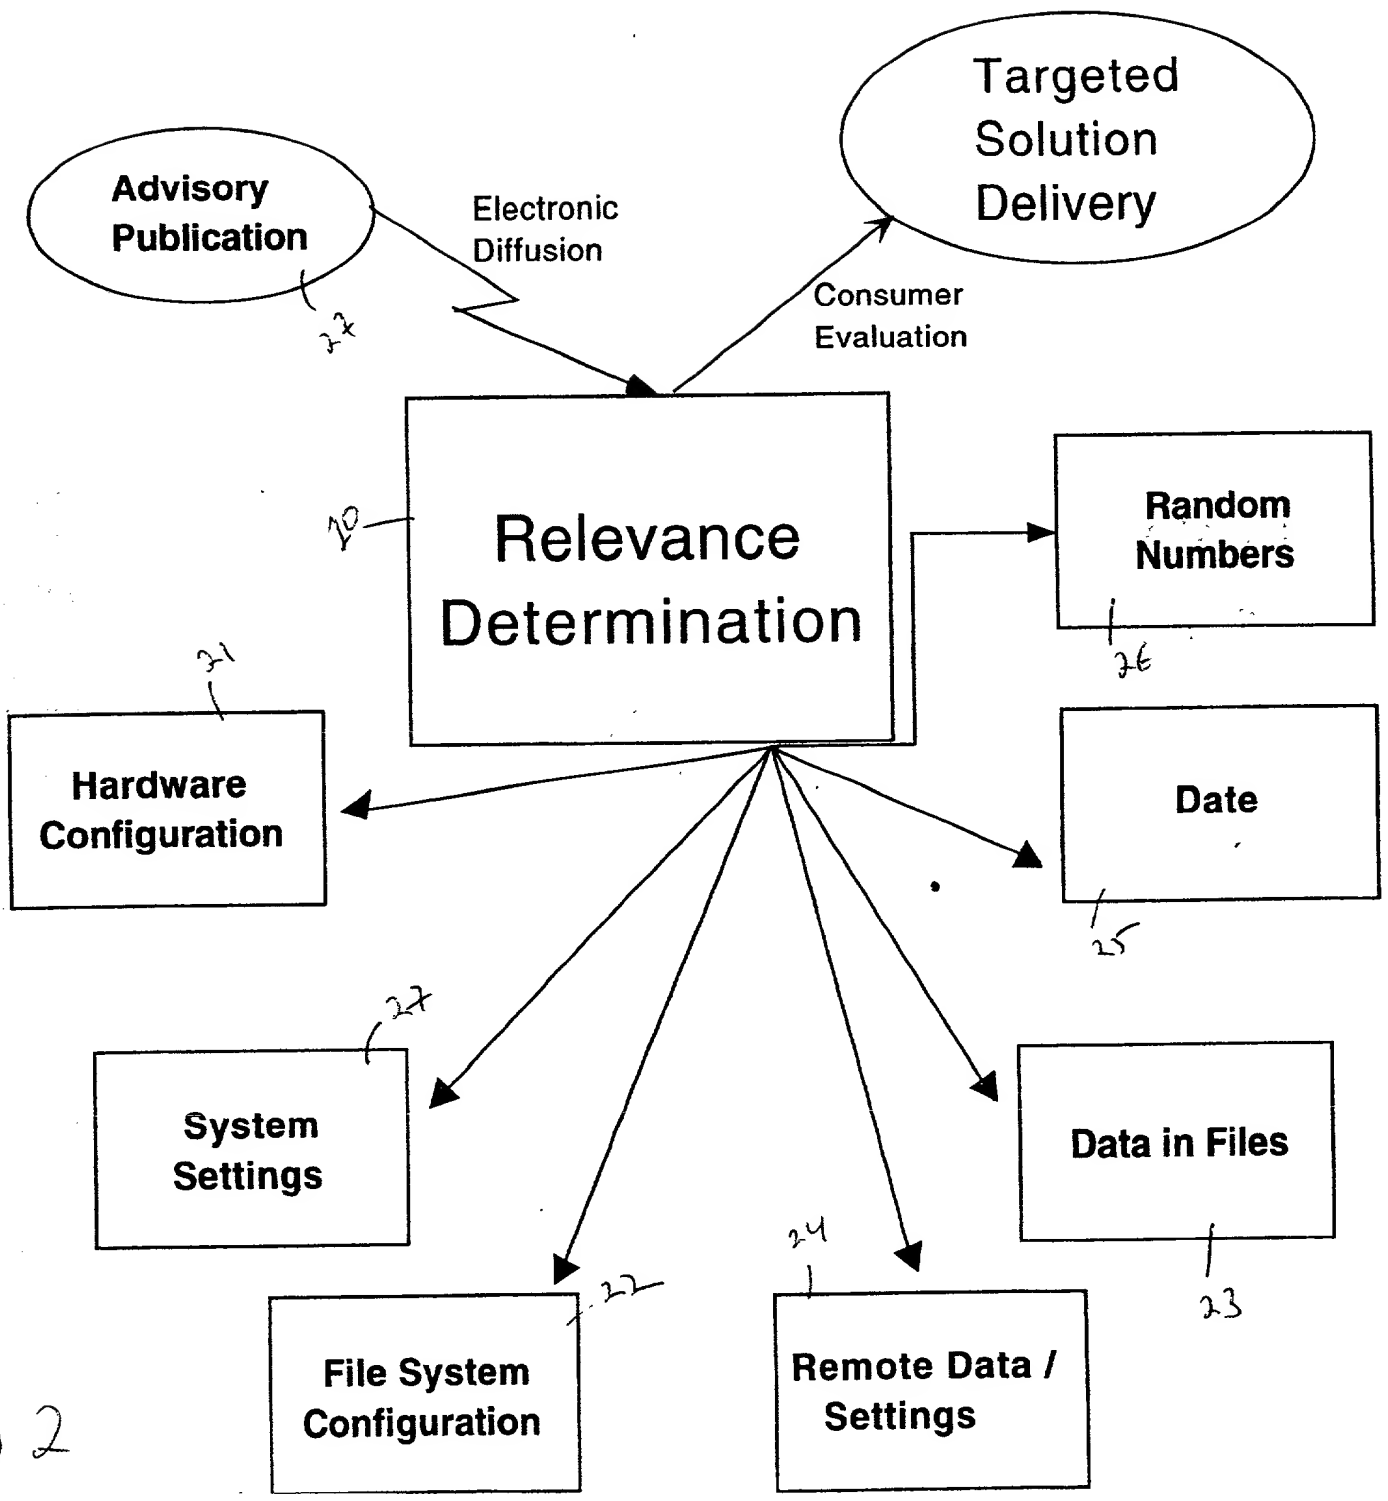 Targeted
Solution
Delivery
Advisory
Publication
27
Electronic
Diffusion
Consumer
Evaluation
20
Relevance
Determination
Random
Numbers
26
21
Hardware
Configuration
Date
25
27
System
Settings
Data in Files
23
22
File System
Configuration
24
Remote Data /
Settings
2